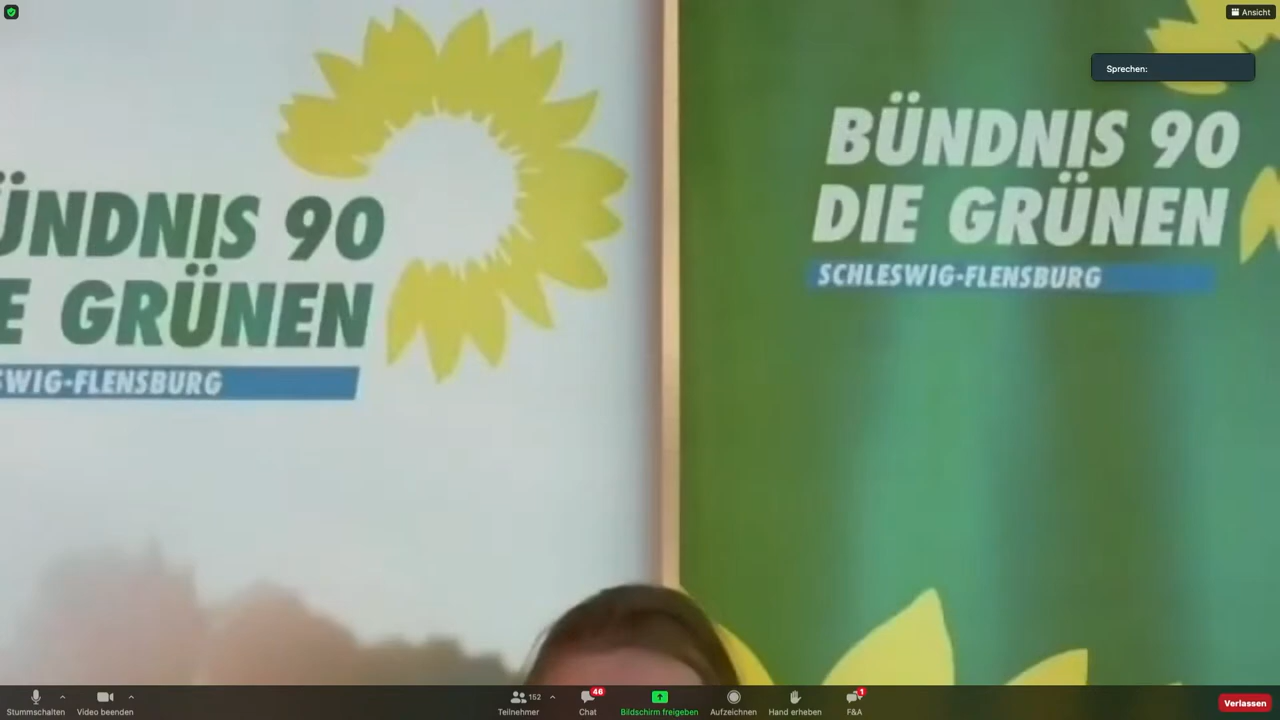 Ansicht
Sprechen:
ÜNDNIS 90
E GRÜNEN
WIG-FLENSBURG
BÜNDNIS 90
DIE GRÜNEN
SCHLESWIG-FLENSBURG
Stummschalten
Video beenden
152
Teilnehmer
46
Chat
Bildschirm freigeben
Aufzeichnen
Hand erheben
1
F&A
Verlassen